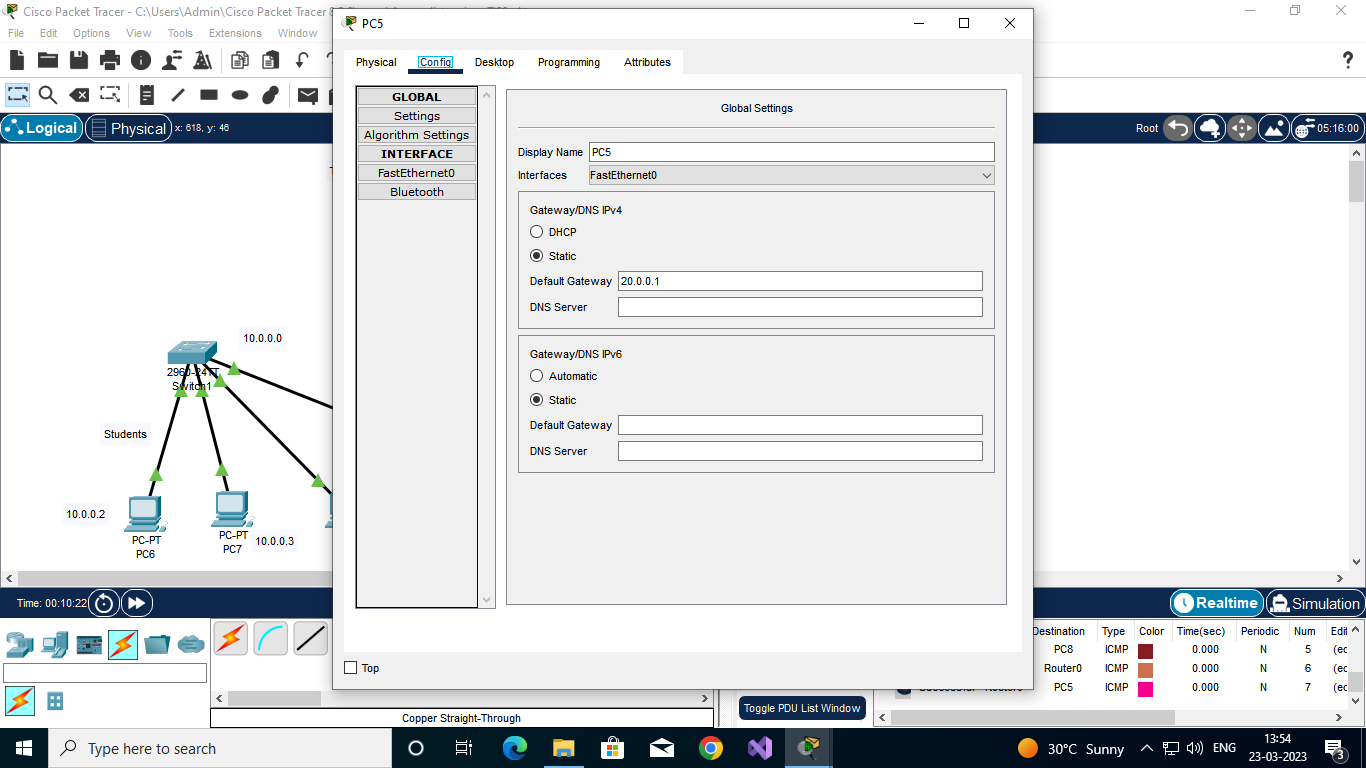 Cisco Packet Tracer - C:\Users\Admin\Cisco Packet Tracer 8
File Edit Options View Tools Extensions Window
PC5
Physical Config Desktop Programming Attributes
GLOBAL
Settings
Algorithm Settings
INTERFACE
FastEthernet0
Bluetooth
Global Settings
Display Name PC5
Interfaces FastEthernet0
Gateway/DNS IPv4
DHCP
Static
Default Gateway 20.0.0.1
DNS Server
Gateway/DNS IPv6
Automatic
Static
Default Gateway
DNS Server
Top
Logical Physical x: 618, y: 46
Root 05:16:00
10.0.0.0
2960-24TT
Switch1
Students
10.0.0.2
PC-PT
PC6
PC-PT
PC7
10.0.0.3
Time: 00:10:22
Realtime Simulation
Copper Straight-Through
Toggle PDU List Window
Destination Type Color Time(sec) Periodic Num Edit
PC8 ICMP 0.000 N 5 (ed
Router0 ICMP 0.000 N 6 (ed
PC5 ICMP 0.000 N 7 (ed
Type here to search
30°C Sunny
ENG
13:54
23-03-2023
3